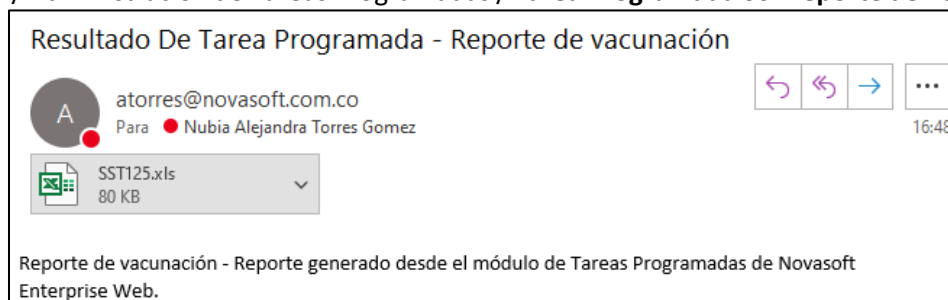 Resultado De Tarea Programada - Reporte de vacunación
A
atorres@novasoft.com.co
Para Nubia Alejandra Torres Gomez
16:48
SST125.xls
80 KB
Reporte de vacunación - Reporte generado desde el módulo de Tareas Programadas de Novasoft
Enterprise Web.